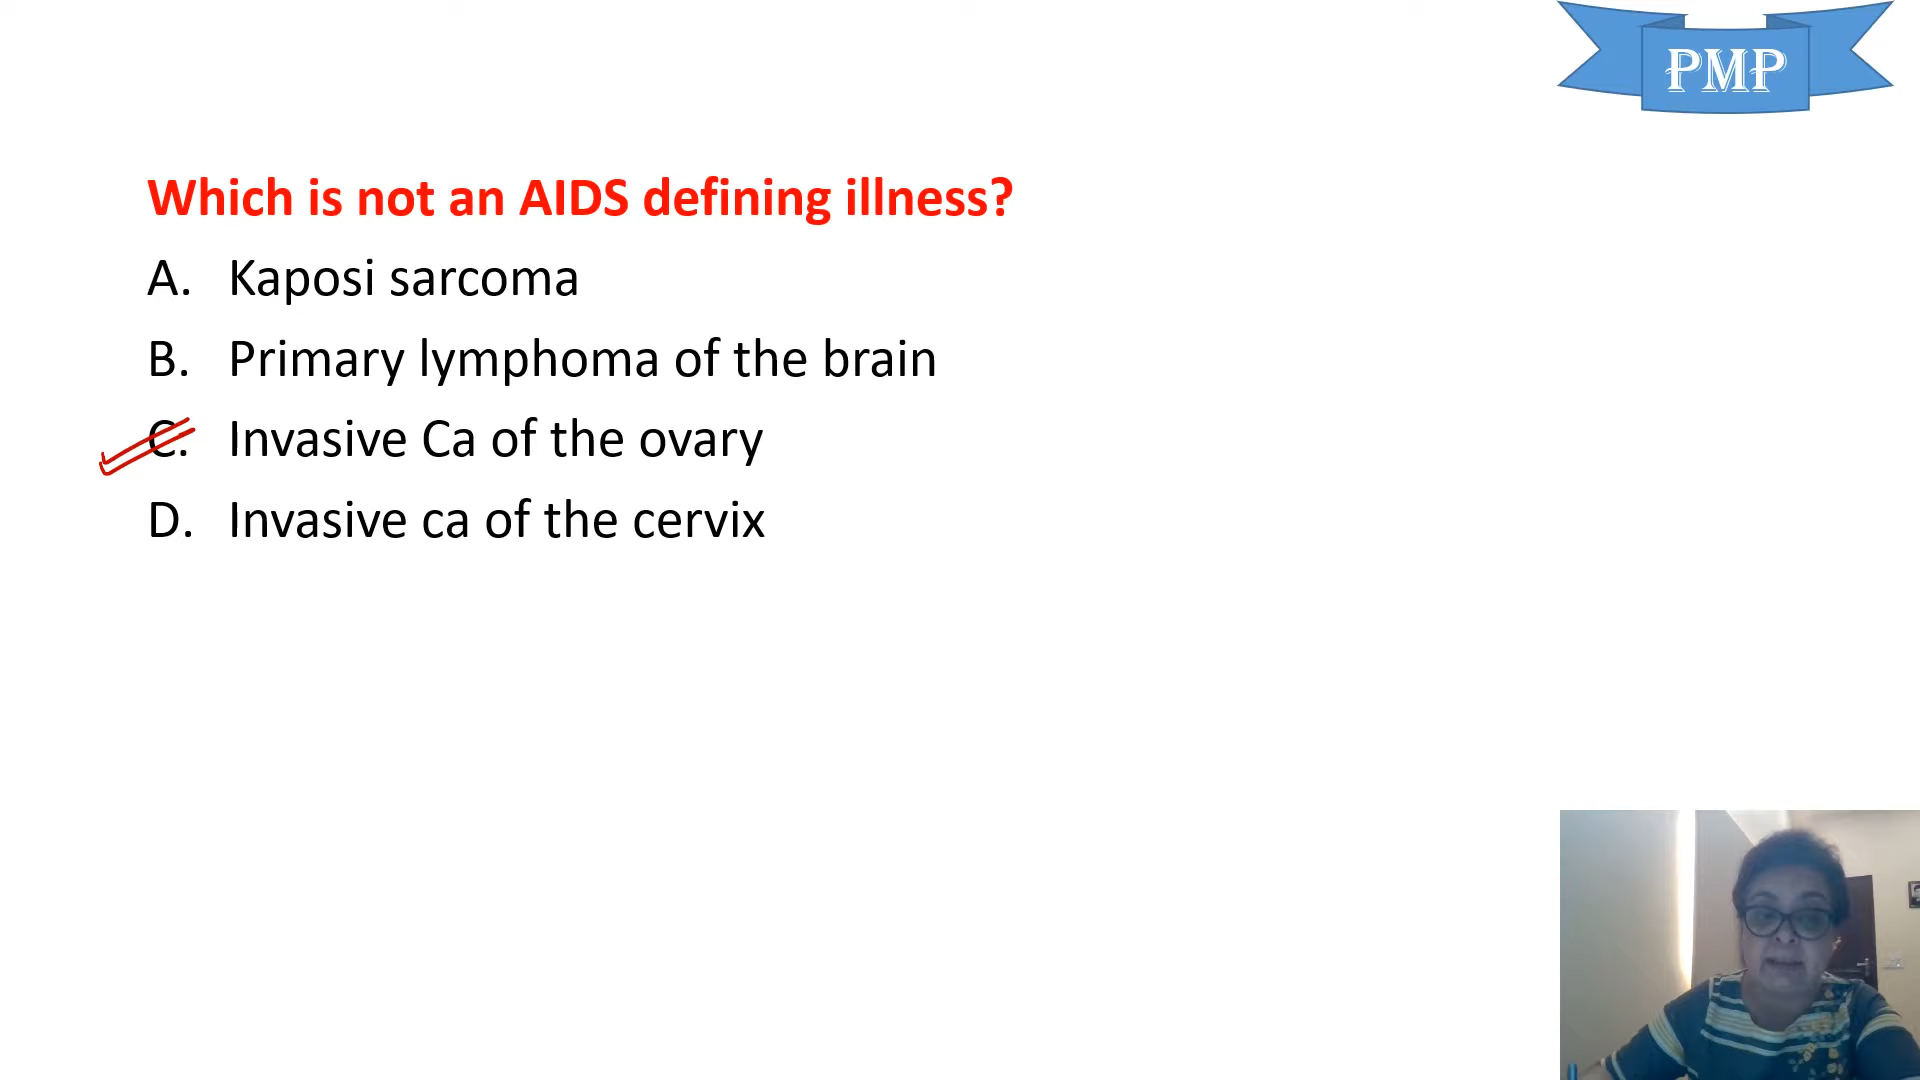 PMP
Which is not an AIDS defining illness?
A. Kaposi sarcoma
B. Primary lymphoma of the brain
C. Invasive Ca of the ovary
D. Invasive ca of the cervix